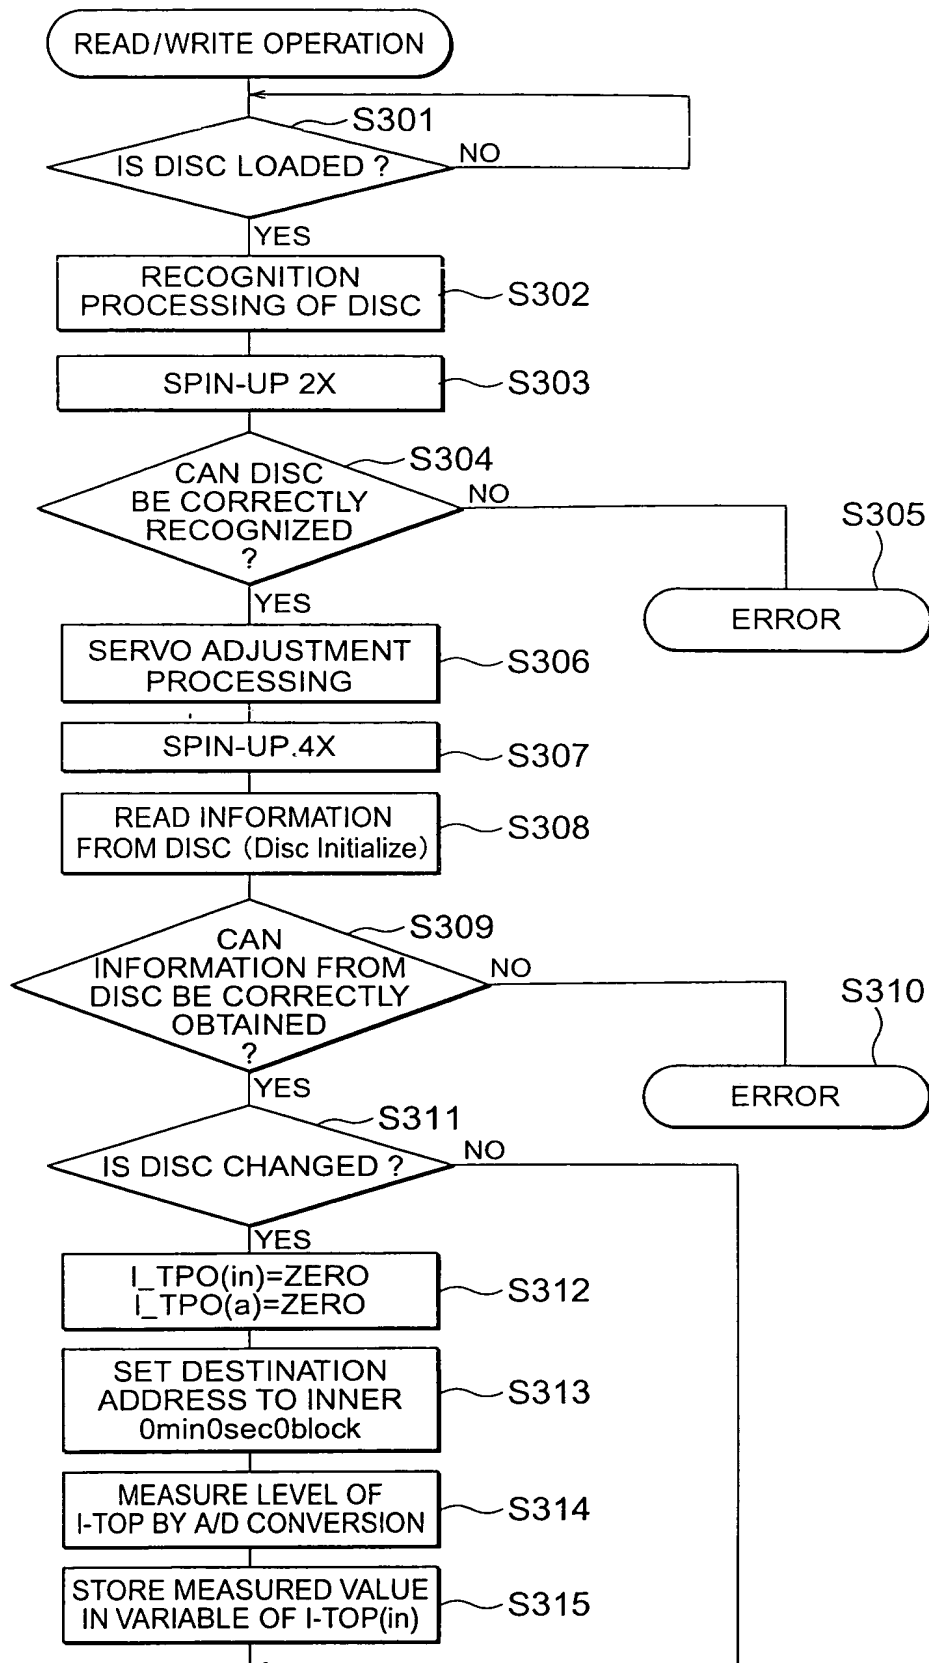 READ/WRITE OPERATION
S301
IS DISC LOADED ?
NO
YES
RECOGNITION
PROCESSING OF DISC
S302
SPIN-UP 2X
S303
S304
CAN DISC
BE CORRECTLY
RECOGNIZED
?
NO
S305
ERROR
YES
SERVO ADJUSTMENT
PROCESSING
S306
SPIN-UP.4X
S307
READ INFORMATION
FROM DISC (Disc Initialize)
S308
S309
CAN
INFORMATION FROM
DISC BE CORRECTLY
OBTAINED
?
NO
S310
ERROR
YES
S311
IS DISC CHANGED ?
NO
YES
I_TPO(in)=ZERO
I_TPO(a)=ZERO
S312
SET DESTINATION
ADDRESS TO INNER
0min0sec0block
S313
MEASURE LEVEL OF
I-TOP BY A/D CONVERSION
S314
STORE MEASURED VALUE
IN VARIABLE OF I-TOP(in)
S315